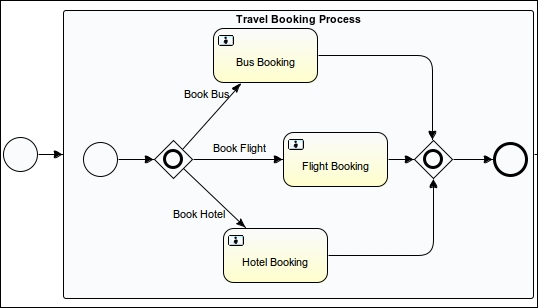 Travel Booking Process
Bus Booking
Book Bus
Book Flight
Flight Booking
Book Hotel
Hotel Booking